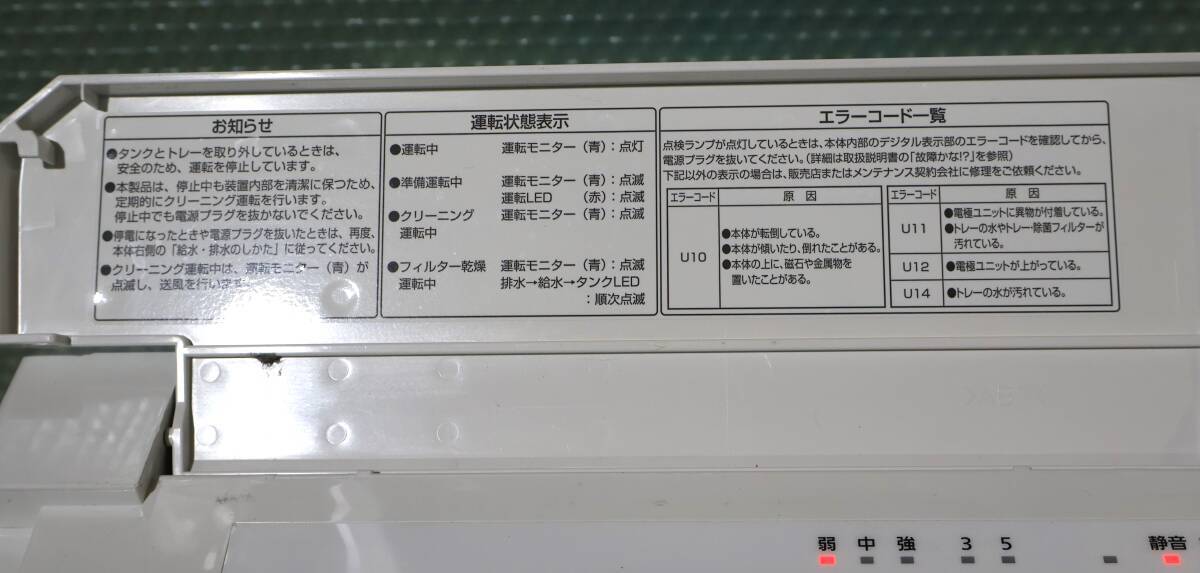 お知らせ
●タンクとトレーを取り外しているときは、
安全のため、運転を停止しています。
●本製品は、停止中も装置内部を清潔に保つため、
定期的にクリーニング運転を行います。
停止中でも電源プラグを抜かないでください。
●停電になったときや電源プラグを抜いたときは、再度、
本体右側の「給水・排水のしかた」に従ってください。
●クリーニング運転中は、運転モニター（青）が
点滅し、送風を行います。
運転状態表示
●運転中 運転モニター（青）：点灯
●準備運転中 運転モニター（青）：点滅
運転LED （赤）：点滅
●クリーニング 運転モニター（青）：点滅
運転中
●フィルター乾燥 運転モニター（青）：点滅
運転中 排水→給水→タンクLED
：順次点滅
エラーコード一覧
点検ランプが点灯しているときは、本体内部のデジタル表示部のエラーコードを確認してから、
電源プラグを抜いてください。（詳細は取扱説明書の「故障かな!?」を参照）
下記以外の表示の場合は、販売店またはメンテナンス契約会社に修理をご依頼ください。
エラーコード 原因
U10
●本体が転倒している。
●本体が傾いたり、倒れたことがある。
●本体の上に、磁石や金属物を
置いたことがある。
エラーコード 原因
U11
●電極ユニットに異物が付着している。
●トレーの水やトレー・除菌フィルターが
汚れている。
U12 ●電極ユニットが上がっている。
U14 ●トレーの水が汚れている。
弱 中 強 3 5 静音